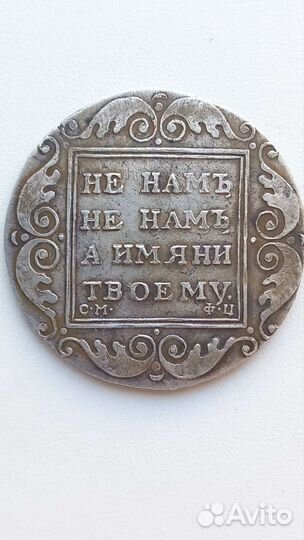 НЕ НАМЪ
НЕ НАМЪ
А ИМЯНИ
ТВОЕМУ.
С·М· Ф·Ц
Avito